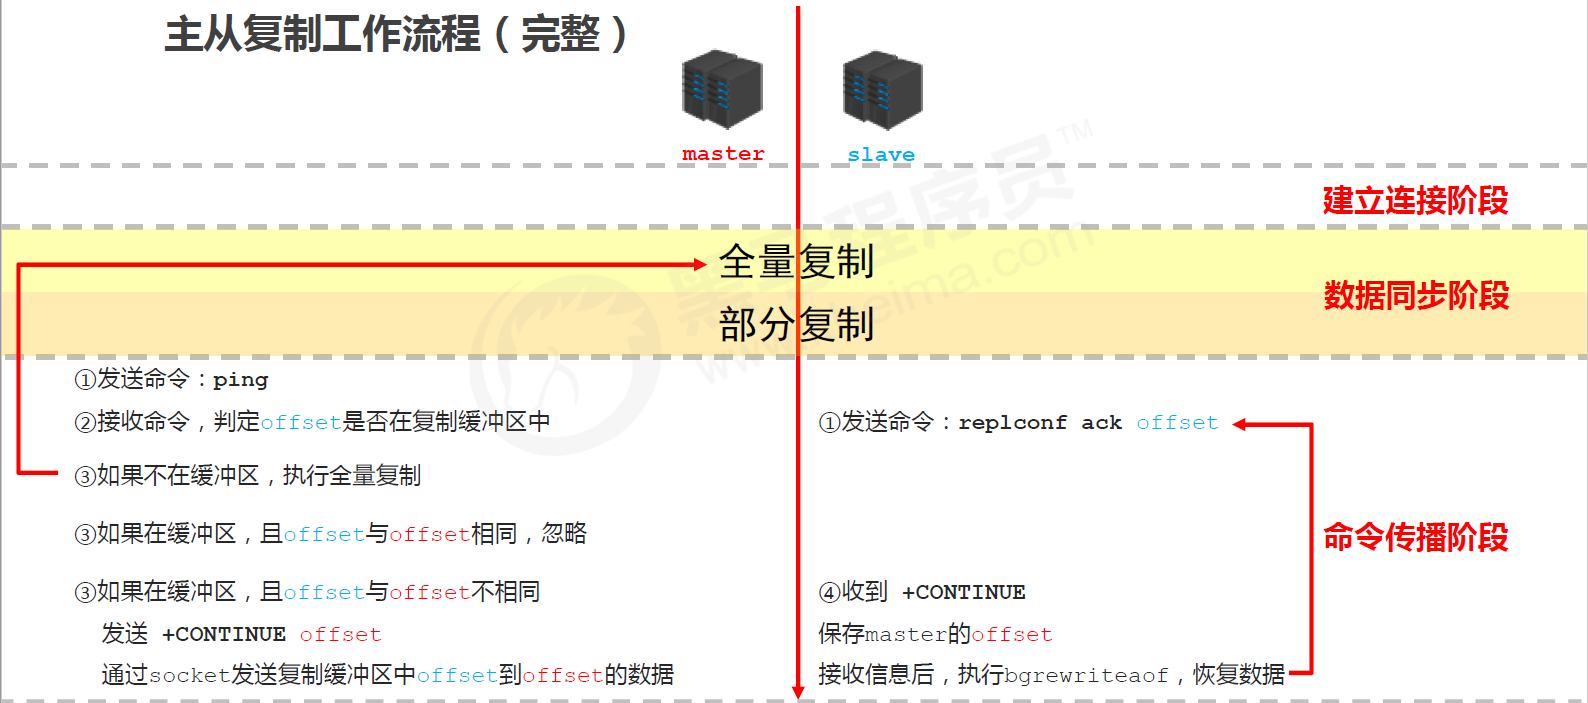 主从复制工作流程（完整）
master
slave
建立连接阶段
全量复制
部分复制
数据同步阶段
①发送命令：ping
②接收命令，判定offset是否在复制缓冲区中
③如果不在缓冲区，执行全量复制
③如果在缓冲区，且offset与offset相同，忽略
③如果在缓冲区，且offset与offset不相同
发送 +CONTINUE offset
通过socket发送复制缓冲区中offset到offset的数据
①发送命令：replconf ack offset
④收到 +CONTINUE
保存master的offset
接收信息后，执行bgrewriteaof，恢复数据
命令传播阶段